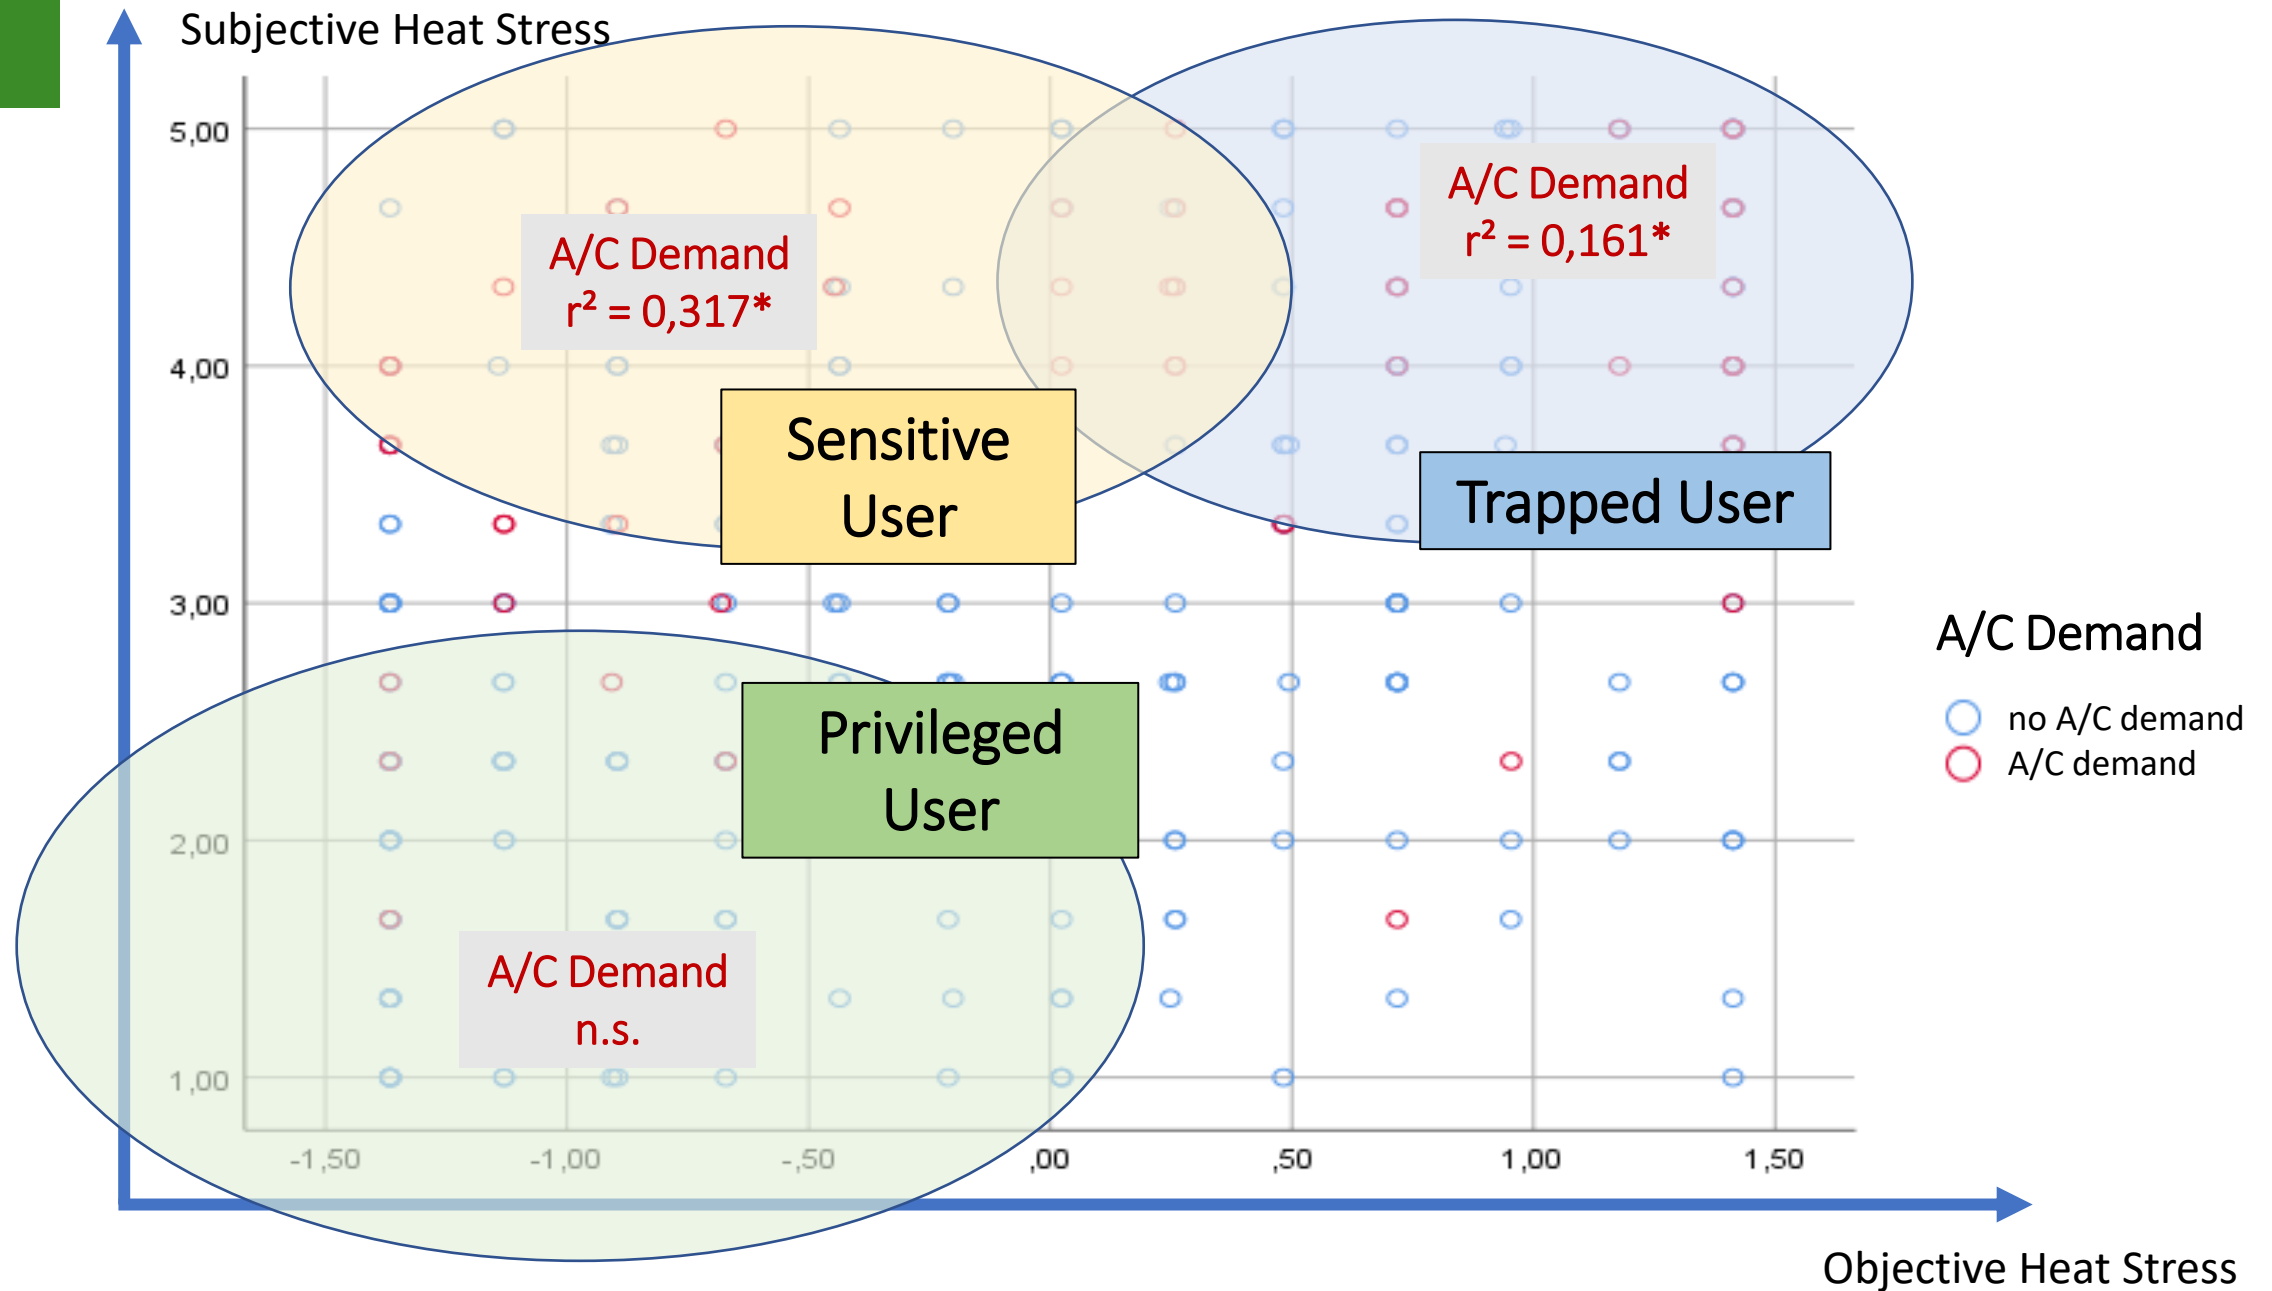 Subjective Heat Stress
5,00
4,00
3,00
2,00
1,00
A/C Demand
r² = 0,317*
A/C Demand
r² = 0,161*
Sensitive
User
Trapped User
Privileged
User
A/C Demand
n.s.
A/C Demand
no A/C demand
A/C demand
-1,50
-1,00
-,50
,00
,50
1,00
1,50
Objective Heat Stress